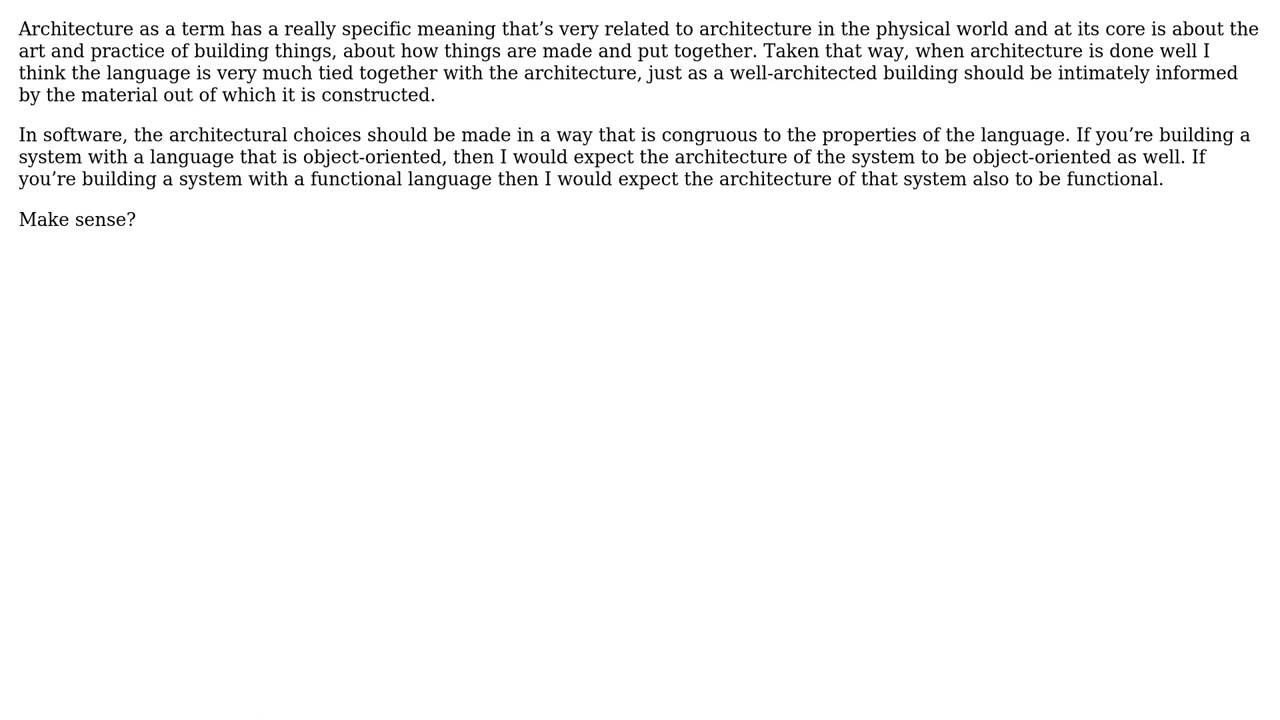 Architecture as a term has a really specific meaning that’s very related to architecture in the physical world and at its core is about the
art and practice of building things, about how things are made and put together. Taken that way, when architecture is done well I
think the language is very much tied together with the architecture, just as a well-architected building should be intimately informed
by the material out of which it is constructed.
In software, the architectural choices should be made in a way that is congruous to the properties of the language. If you’re building a
system with a language that is object-oriented, then I would expect the architecture of the system to be object-oriented as well. If
you’re building a system with a functional language then I would expect the architecture of that system also to be functional.
Make sense?